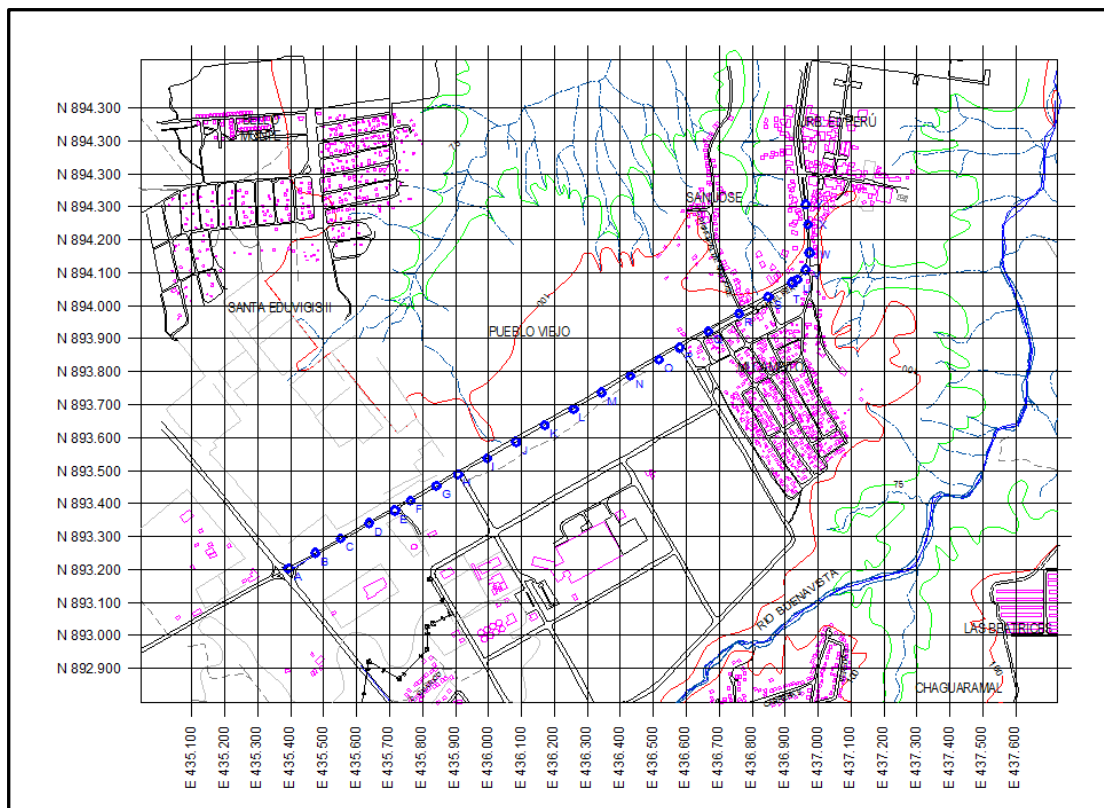 N 894.300
N 894.300
N 894.300
N 894.300
N 894.200
N 894.100
N 894.000
N 893.900
N 893.800
N 893.700
N 893.600
N 893.500
N 893.400
N 893.300
N 893.200
N 893.100
N 893.000
N 892.900
75
SAN JOSE
SANTA EDUVIGIS II
PUEBLO VIEJO
W
T
S
R
O
N
M
L
K
J
I
H
G
F
E
D
C
B
A
75
RIO BUENAVISTA
LAS BEATRICES
CHAGUARAMAL
100
100
E 435.100
E 435.200
E 435.300
E 435.400
E 435.500
E 435.600
E 435.700
E 435.800
E 435.900
E 436.000
E 436.100
E 436.200
E 436.300
E 436.400
E 436.500
E 436.600
E 436.700
E 436.800
E 436.900
E 437.000
E 437.100
E 437.200
E 437.300
E 437.400
E 437.500
E 437.600